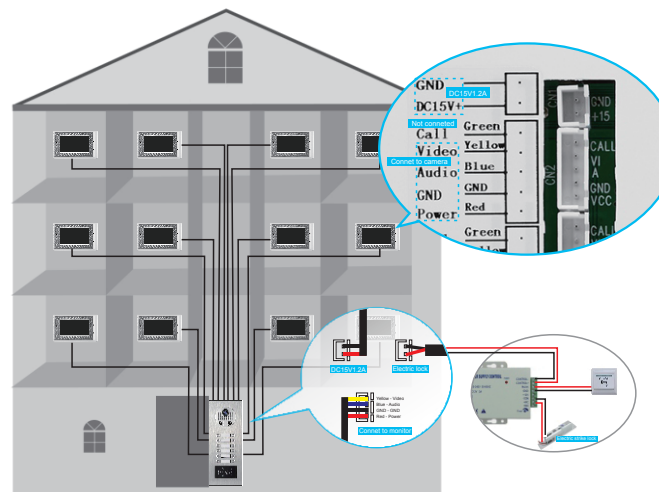 GND
DC15V1.2A
DC15V+
Not conneted
Call
Green
Video
Yellow
Connet to camera
Audio
Blue
GND
GND
Power
Red
Green
CN1
GND
+15
CN2
CALL
VI
A
GND
VCC
CALL
DC15V1.2A
Electric lock
Yellow - Video
Blue - Audio
GND - GND
Red - Power
Connet to monitor
Electric strike lock